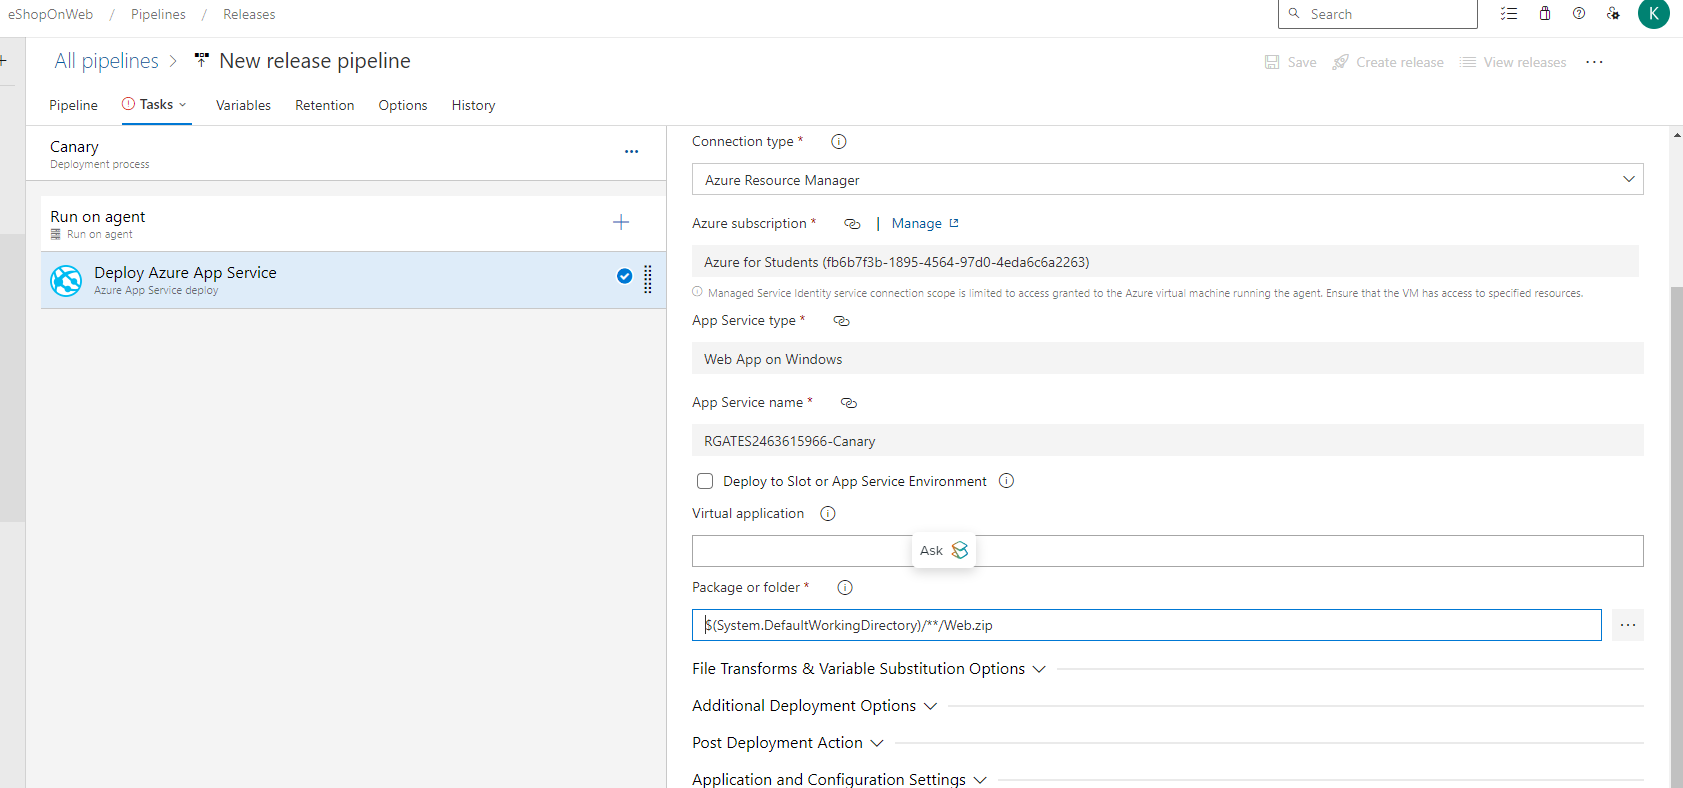 eShopOnWeb / Pipelines / Releases
Search
K
All pipelines > New release pipeline
Save Create release View releases ...
Pipeline Tasks Variables Retention Options History
Canary
Deployment process
...
Run on agent
Run on agent
Deploy Azure App Service
Azure App Service deploy
Connection type *
Azure Resource Manager
Azure subscription * | Manage
Azure for Students (fb6b7f3b-1895-4564-97d0-4eda6c6a2263)
Managed Service Identity service connection scope is limited to access granted to the Azure virtual machine running the agent. Ensure that the VM has access to specified resources.
App Service type *
Web App on Windows
App Service name *
RGATES2463615966-Canary
Deploy to Slot or App Service Environment
Virtual application
Ask
Package or folder *
$(System.DefaultWorkingDirectory)/**/Web.zip
...
File Transforms & Variable Substitution Options
Additional Deployment Options
Post Deployment Action
Application and Configuration Settings